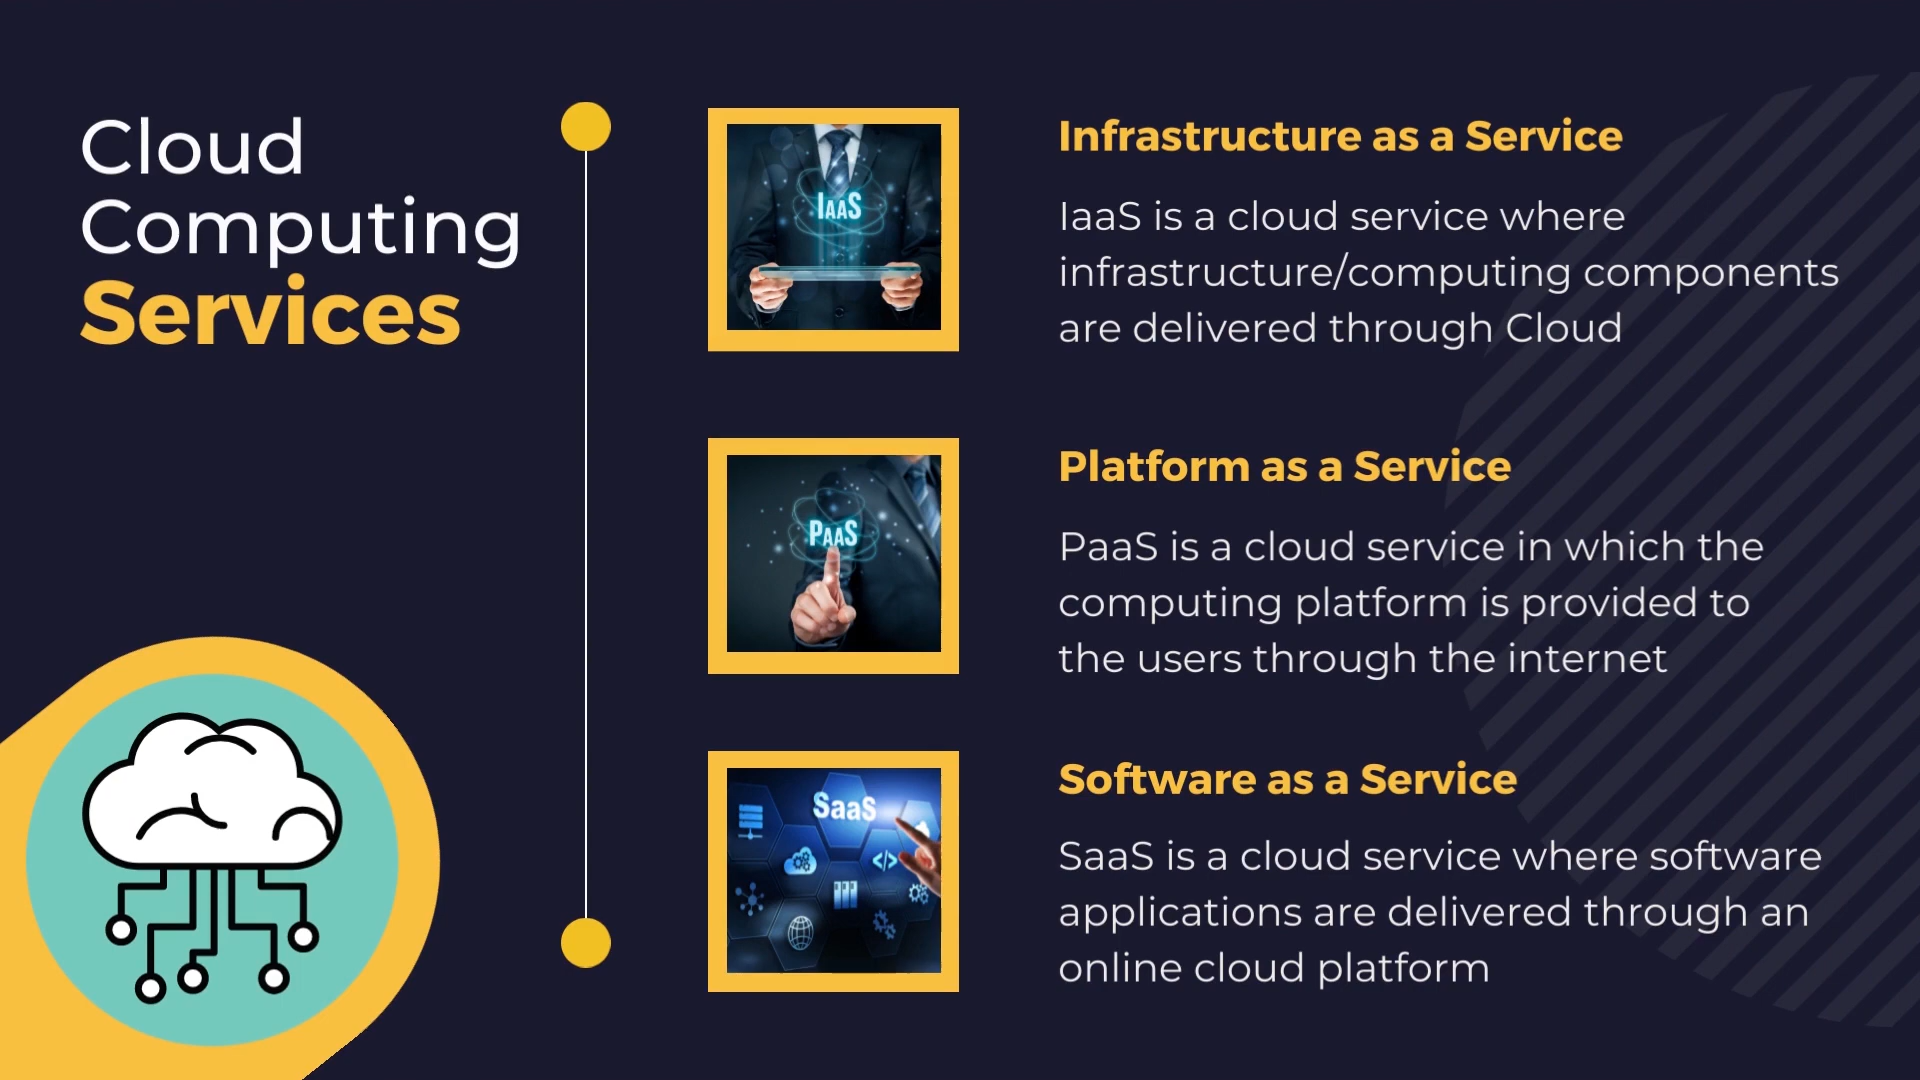 Cloud
Computing
Services
IaaS
Infrastructure as a Service
IaaS is a cloud service where
infrastructure/computing components
are delivered through Cloud
PaaS
Platform as a Service
PaaS is a cloud service in which the
computing platform is provided to
the users through the internet
SaaS
</>
Software as a Service
SaaS is a cloud service where software
applications are delivered through an
online cloud platform